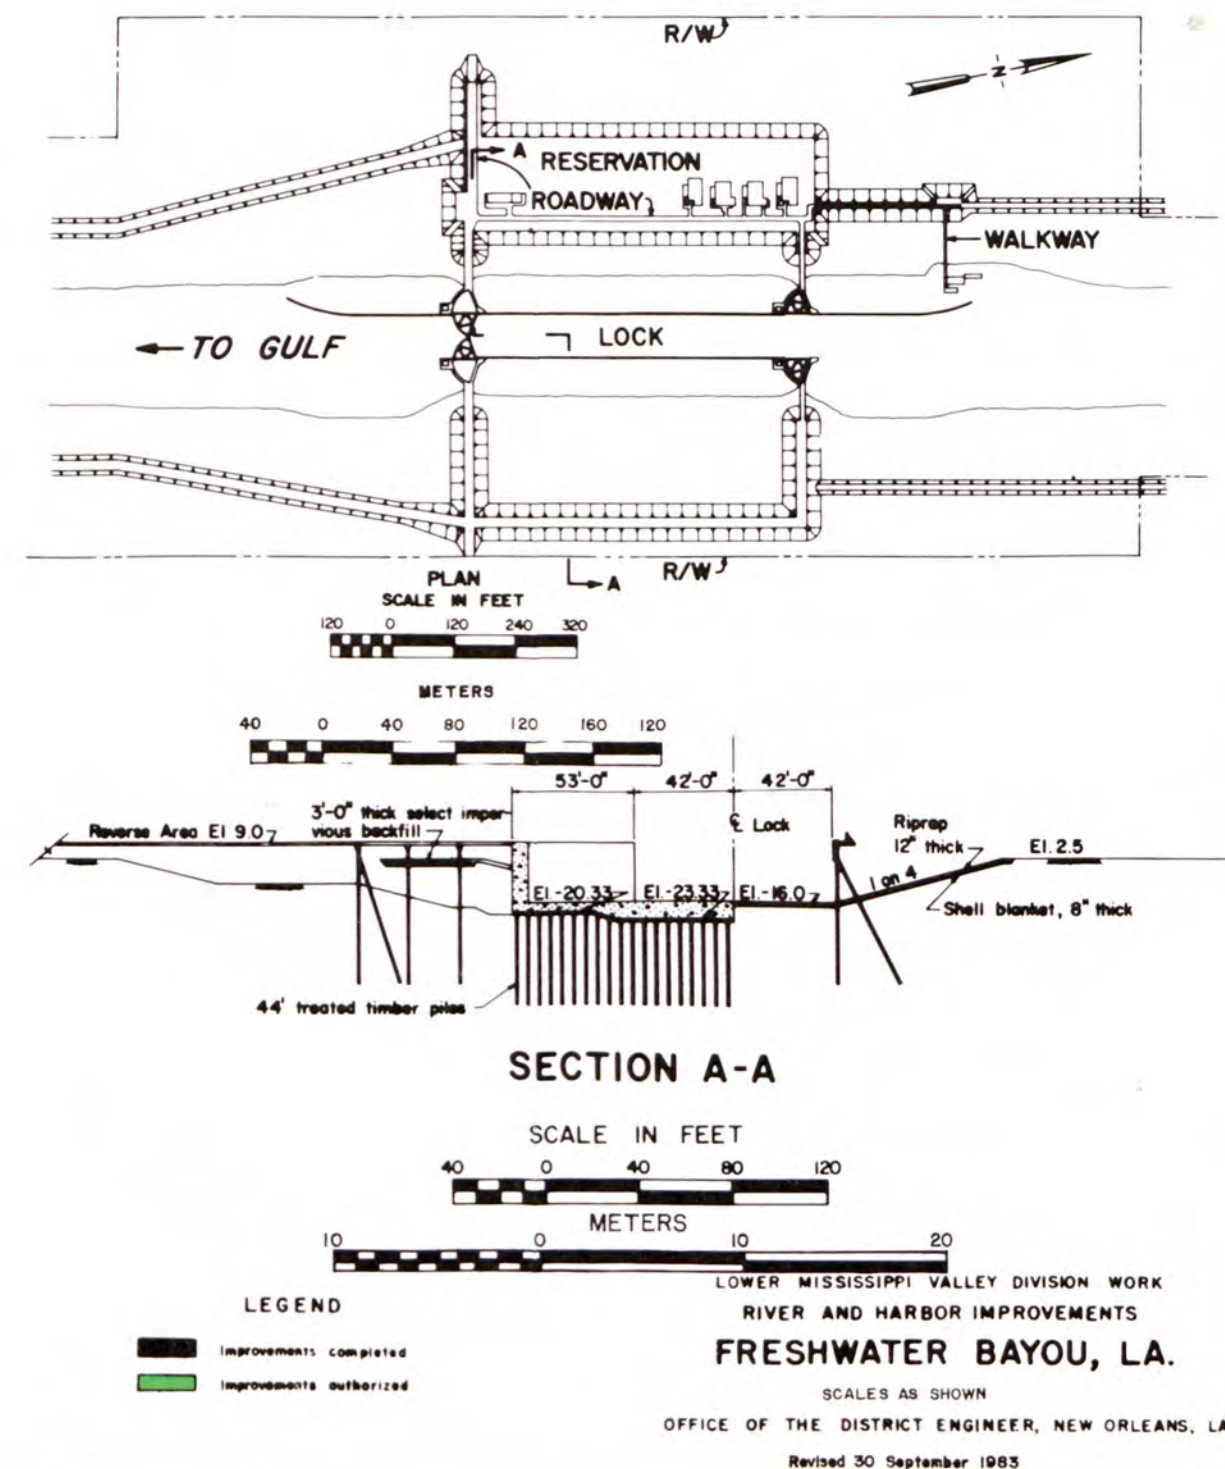 R/W
N
A
RESERVATION
ROADWAY
WALKWAY
← TO GULF
LOCK
R/W
A
PLAN
SCALE IN FEET
120 0 120 240 320
METERS
40 0 40 80 120 160 120
53'-0" 42'-0" 42'-0"
3'-0" thick select imper-
vious backfill
Reverse Area El 9.0
℄ Lock
Riprap
12" thick
El. 2.5
El.-20.33 El.-23.33 El.-16.0
1 on 4
Shell blanket, 8" thick
44' treated timber piles
SECTION A-A
SCALE IN FEET
40 0 40 80 120
METERS
10 0 10 20
LOWER MISSISSIPPI VALLEY DIVISION WORK
RIVER AND HARBOR IMPROVEMENTS
FRESHWATER BAYOU, LA.
SCALES AS SHOWN
OFFICE OF THE DISTRICT ENGINEER, NEW ORLEANS, LA
Revised 30 September 1983
LEGEND
Improvements completed
Improvements authorized